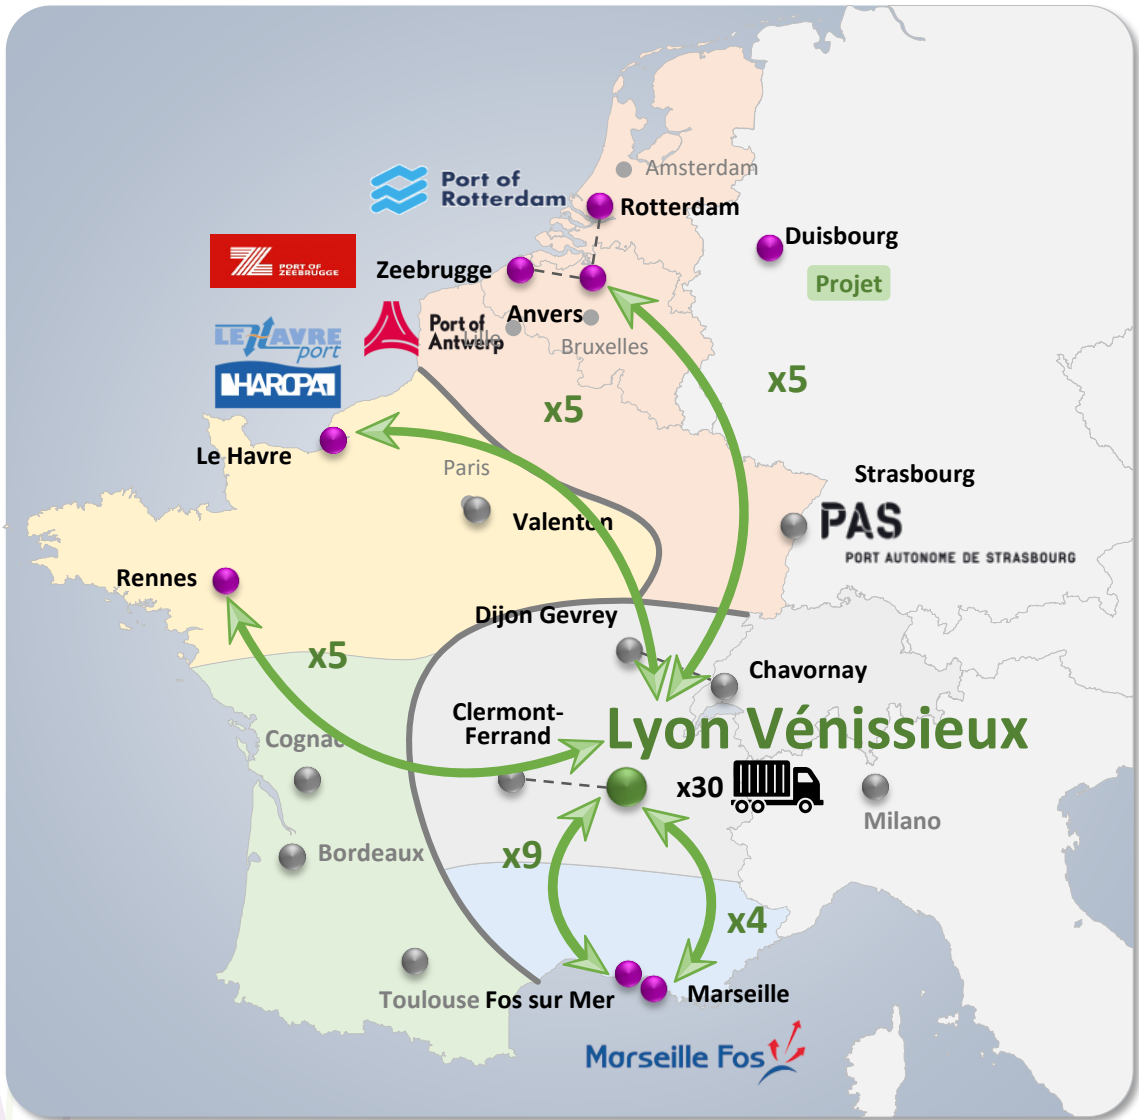 Amsterdam
Port of
Rotterdam
Rotterdam
Duisbourg
PORT OF
ZEEBRUGGE
Zeebrugge
Projet
Anvers
LE HAVRE
port
Port of
Antwerp
Lille
Bruxelles
HAROPA
x5
x5
Le Havre
Paris
Strasbourg
Valenton
PAS
PORT AUTONOME DE STRASBOURG
Rennes
Dijon Gevrey
x5
Chavornay
Clermont-
Ferrand
Lyon Vénissieux
Cognac
x30
Milano
x9
Bordeaux
x4
Toulouse
Fos sur Mer
Marseille
Marseille Fos